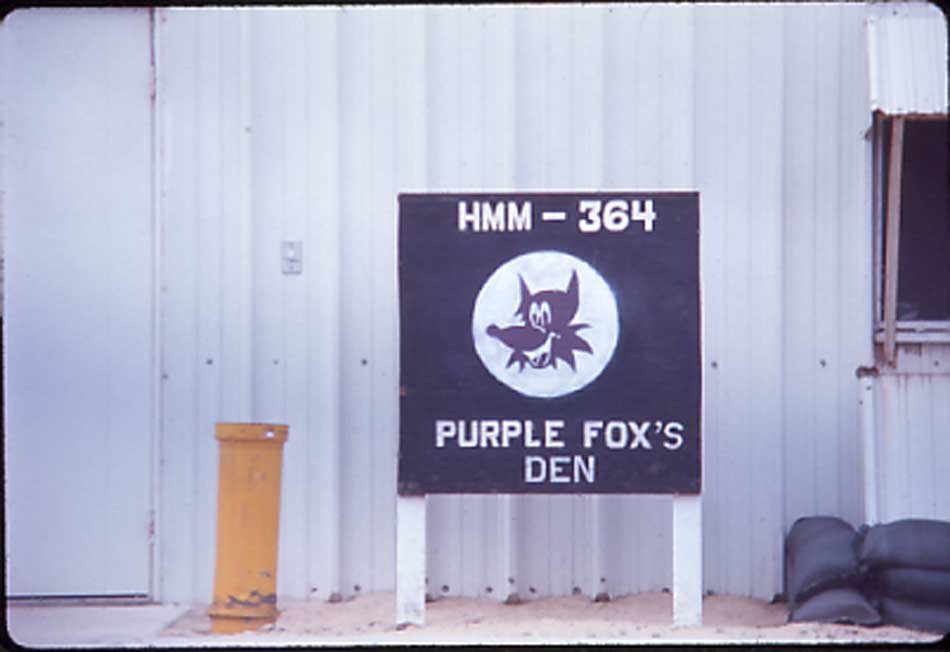 HMM - 364
PURPLE FOX'S
DEN